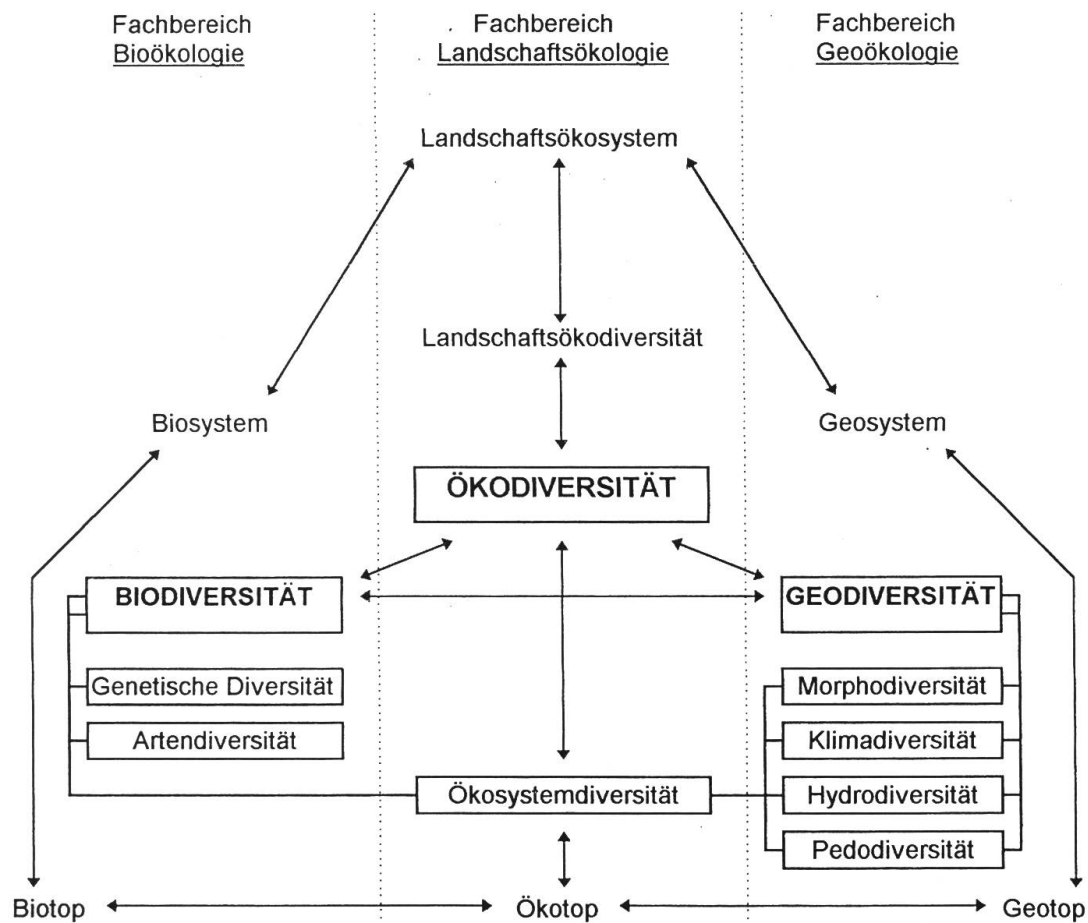 Fachbereich
Bioökologie
Fachbereich
Landschaftsökologie
Fachbereich
Geoökologie
Landschaftsökosystem
Landschaftsökodiversität
Biosystem
Geosystem
ÖKODIVERSITÄT
BIODIVERSITÄT
GEODIVERSITÄT
Genetische Diversität
Morphodiversität
Artendiversität
Klimadiversität
Ökosystemdiversität
Hydrodiversität
Pedodiversität
Biotop
Ökotop
Geotop